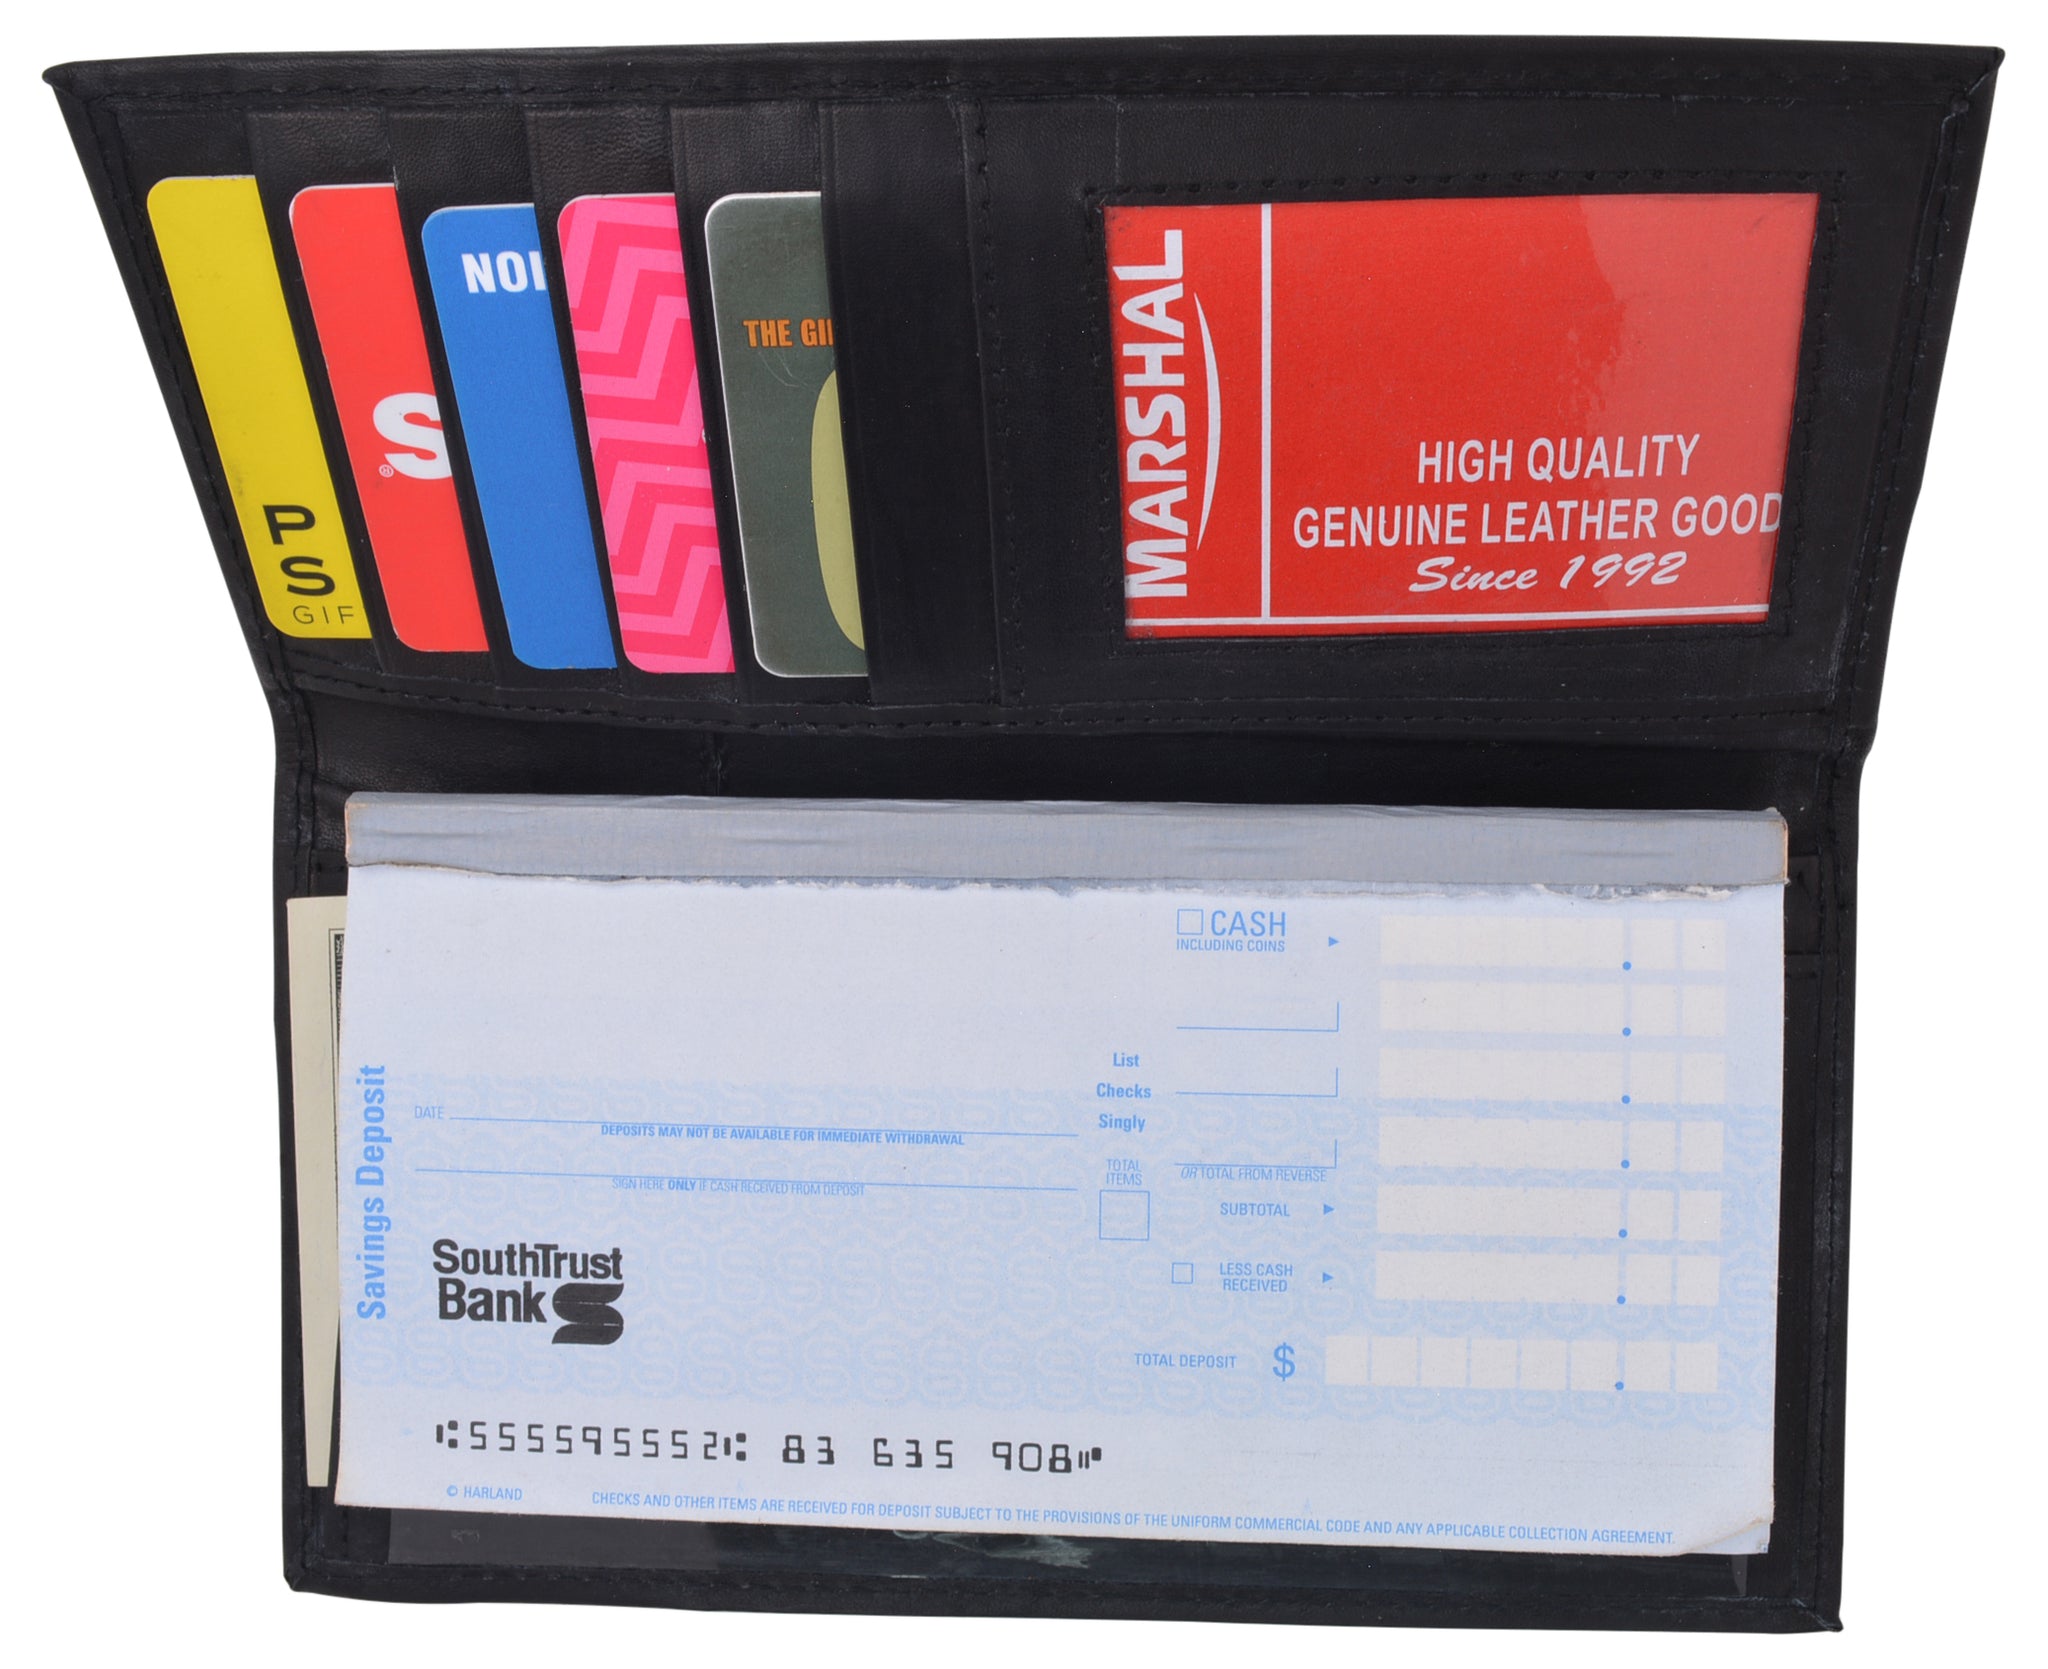 P
S
GIF
S
®
NOI
THE GI
MARSHAL
HIGH QUALITY
GENUINE LEATHER GOOD
Since 1992
CASH
INCLUDING COINS
List
Checks
Singly
Savings Deposit
DATE
DEPOSITS MAY NOT BE AVAILABLE FOR IMMEDIATE WITHDRAWAL
SIGN HERE ONLY IF CASH RECEIVED FROM DEPOSIT
TOTAL
ITEMS
OR TOTAL FROM REVERSE
SUBTOTAL
LESS CASH
RECEIVED
SouthTrust
Bank
TOTAL DEPOSIT $
⑆555595552⑆ 83 635 908⑈
© HARLAND
CHECKS AND OTHER ITEMS ARE RECEIVED FOR DEPOSIT SUBJECT TO THE PROVISIONS OF THE UNIFORM COMMERCIAL CODE AND ANY APPLICABLE COLLECTION AGREEMENT.